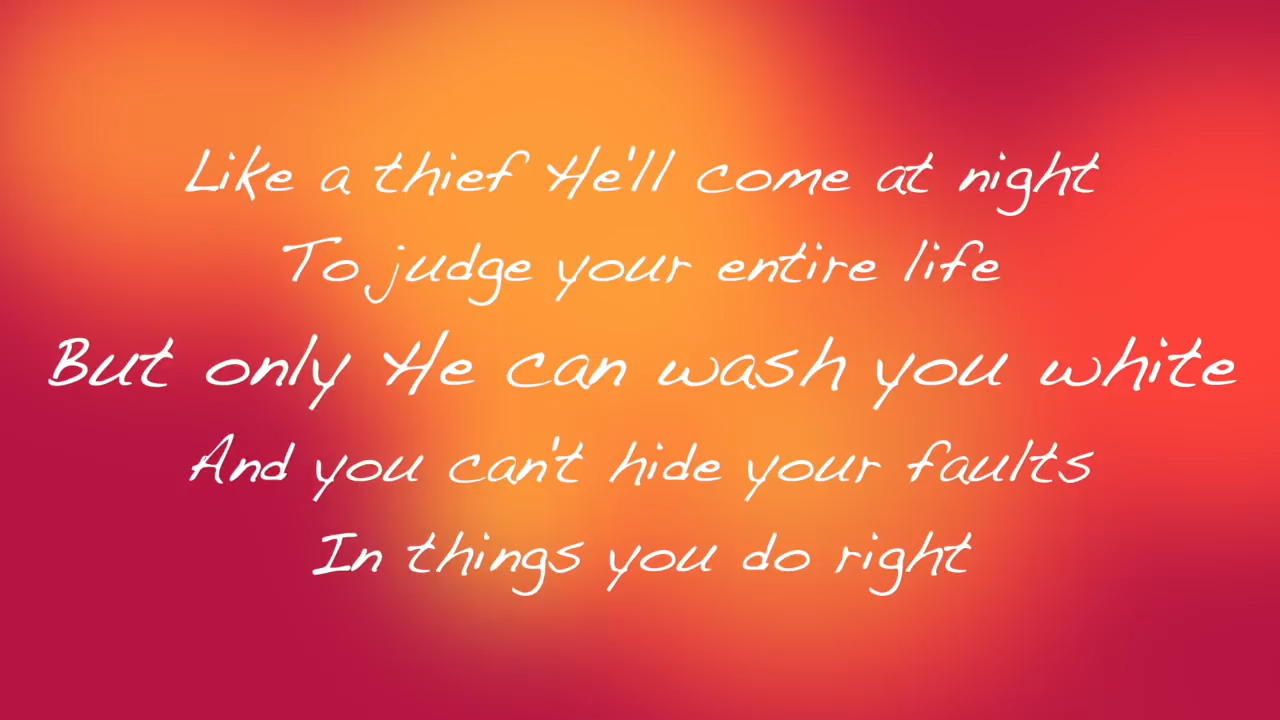 Like a thief He'll come at night
To judge your entire life
But only He can wash you white
And you can't hide your faults
In things you do right